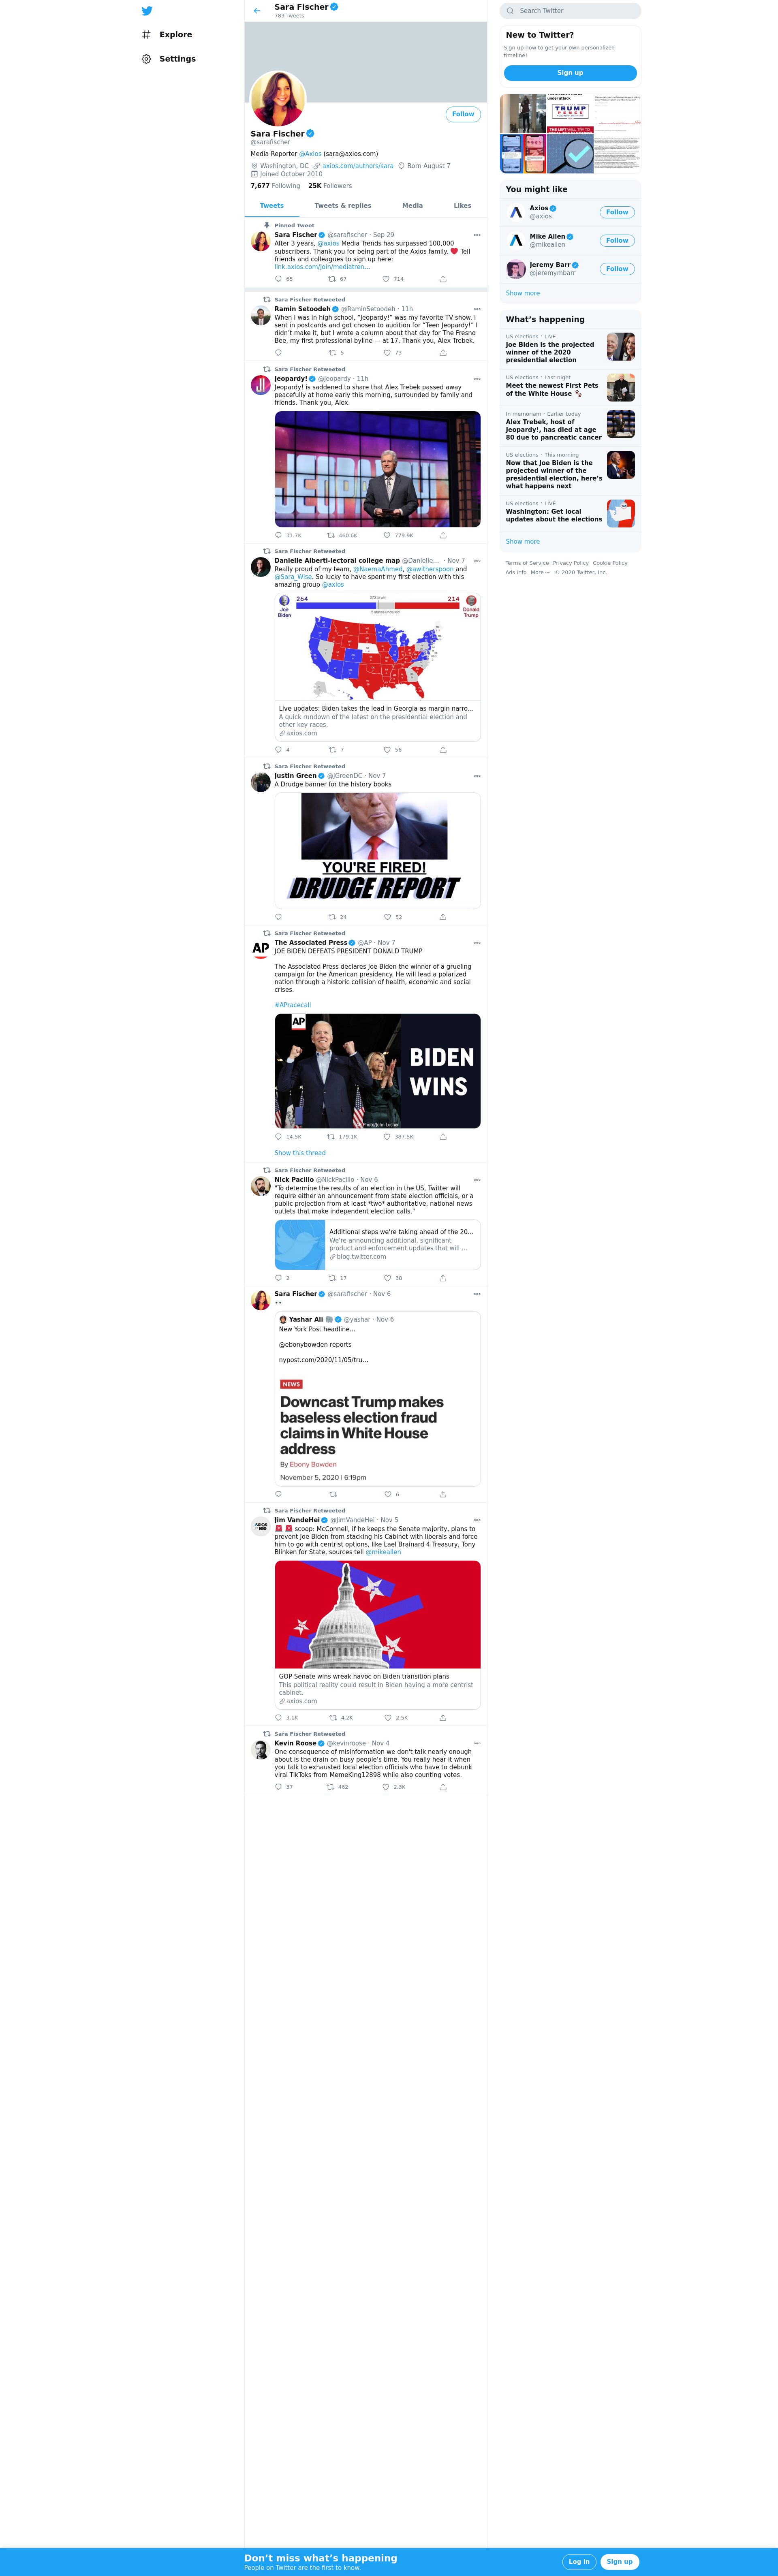 Explore
Settings
Sara Fischer
783 Tweets
Follow
Sara Fischer
@sarafischer
Media Reporter @Axios (sara@axios.com)
Washington, DC axios.com/authors/sara Born August 7
Joined October 2010
7,677 Following 25K Followers
Tweets Tweets & replies Media Likes
Pinned Tweet
Sara Fischer @sarafischer · Sep 29
After 3 years, @axios Media Trends has surpassed 100,000
subscribers. Thank you for being part of the Axios family. ❤️ Tell
friends and colleagues to sign up here:
link.axios.com/join/mediatren…
65 67 714
Sara Fischer Retweeted
Ramin Setoodeh @RaminSetoodeh · 11h
When I was in high school, "Jeopardy!" was my favorite TV show. I
sent in postcards and got chosen to audition for "Teen Jeopardy!" I
didn't make it, but I wrote a column about that day for The Fresno
Bee, my first professional byline — at 17. Thank you, Alex Trebek.
5 73
Sara Fischer Retweeted
Jeopardy! @Jeopardy · 11h
Jeopardy! is saddened to share that Alex Trebek passed away
peacefully at home early this morning, surrounded by family and
friends. Thank you, Alex.
31.7K 460.6K 779.9K
Sara Fischer Retweeted
Danielle Alberti-lectoral college map @Danielle… · Nov 7
Really proud of my team, @NaemaAhmed, @awitherspoon and
@Sara_Wise. So lucky to have spent my first election with this
amazing group @axios
264 270 to win 214
Joe
Biden
Donald
Trump
Live updates: Biden takes the lead in Georgia as margin narro…
A quick rundown of the latest on the presidential election and
other key races.
axios.com
4 7 56
Sara Fischer Retweeted
Justin Green @JGreenDC · Nov 7
A Drudge banner for the history books
YOU'RE FIRED!
DRUDGE REPORT
24 52
Sara Fischer Retweeted
AP
The Associated Press @AP · Nov 7
JOE BIDEN DEFEATS PRESIDENT DONALD TRUMP
The Associated Press declares Joe Biden the winner of a grueling
campaign for the American presidency. He will lead a polarized
nation through a historic collision of health, economic and social
crises.
#APracecall
AP
BIDEN
WINS
14.5K 179.1K 387.5K
Show this thread
Sara Fischer Retweeted
Nick Pacilio @NickPacilio · Nov 6
"To determine the results of an election in the US, Twitter will
require either an announcement from state election officials, or a
public projection from at least *two* authoritative, national news
outlets that make independent election calls."
Additional steps we're taking ahead of the 20…
We're announcing additional, significant
product and enforcement updates that will …
blog.twitter.com
2 17 38
Sara Fischer @sarafischer · Nov 6
👀
Yashar Ali 🐘 @yashar · Nov 6
New York Post headline...
@ebonybowden reports
nypost.com/2020/11/05/tru…
NEWS
Downcast Trump makes
baseless election fraud
claims in White House
address
By Ebony Bowden
November 5, 2020 | 6:19pm
6
Sara Fischer Retweeted
Jim VandeHei @JimVandeHei · Nov 5
🚨 🚨 scoop: McConnell, if he keeps the Senate majority, plans to
prevent Joe Biden from stacking his Cabinet with liberals and force
him to go with centrist options, like Lael Brainard 4 Treasury, Tony
Blinken for State, sources tell @mikeallen
GOP Senate wins wreak havoc on Biden transition plans
This political reality could result in Biden having a more centrist
cabinet.
axios.com
3.1K 4.2K 2.5K
Sara Fischer Retweeted
Kevin Roose @kevinroose · Nov 4
One consequence of misinformation we don't talk nearly enough
about is the drain on busy people's time. You really hear it when
you talk to exhausted local election officials who have to debunk
viral TikToks from MemeKing12898 while also counting votes.
37 462 2.3K
Search Twitter
New to Twitter?
Sign up now to get your own personalized
timeline!
Sign up
under attack
TRUMP
PENCE
You might like
Axios
@axios
Follow
Mike Allen
@mikeallen
Follow
Jeremy Barr
@jeremymbarr
Follow
Show more
What's happening
US elections · LIVE
Joe Biden is the projected
winner of the 2020
presidential election
US elections · Last night
Meet the newest First Pets
of the White House 🐾
In memoriam · Earlier today
Alex Trebek, host of
Jeopardy!, has died at age
80 due to pancreatic cancer
US elections · This morning
Now that Joe Biden is the
projected winner of the
presidential election, here's
what happens next
US elections · LIVE
Washington: Get local
updates about the elections
Show more
Terms of Service Privacy Policy Cookie Policy
Ads info More © 2020 Twitter, Inc.
Don't miss what's happening
People on Twitter are the first to know.
Log in Sign up